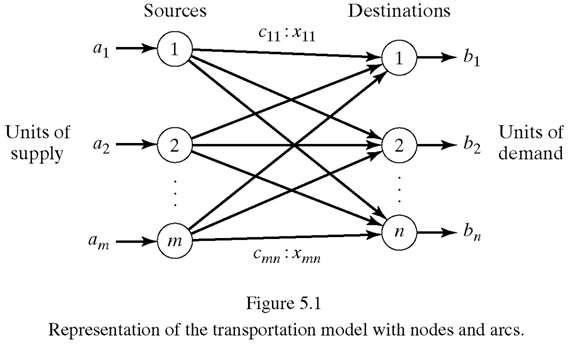 Sources Destinations
c11 : x11
a1 1 1 b1
Units of supply a2 2 2 b2 Units of demand
⋮ ⋮
am m n bn
cmn : xmn
Figure 5.1
Representation of the transportation model with nodes and arcs.